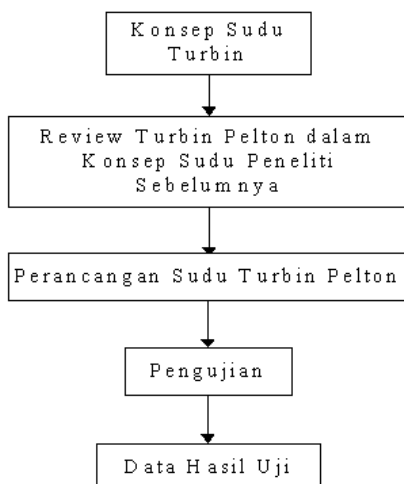 Konsep Sudu
Turbin
Review Turbin Pelton dalam
Konsep Sudu Peneliti
Sebelumnya
Perancangan Sudu Turbin Pelton
Pengujian
Data Hasil Uji